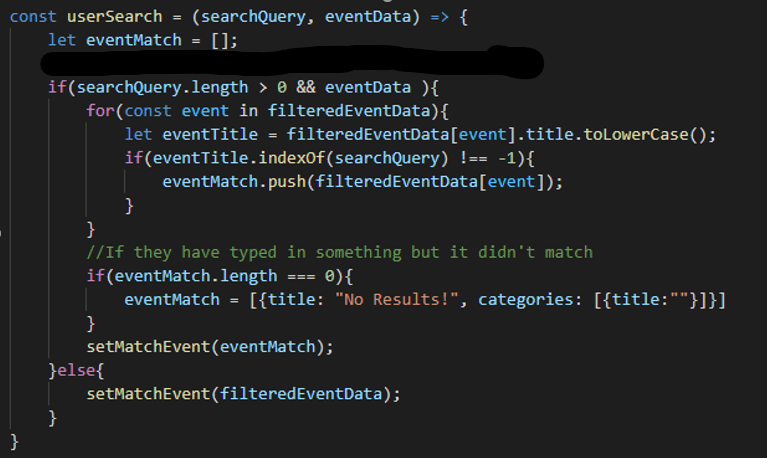 const userSearch = (searchQuery, eventData) => {
let eventMatch = [];
if(searchQuery.length > 0 && eventData ){
for(const event in filteredEventData){
let eventTitle = filteredEventData[event].title.toLowerCase();
if(eventTitle.indexOf(searchQuery) !== -1){
eventMatch.push(filteredEventData[event]);
}
}
//If they have typed in something but it didn't match
if(eventMatch.length === 0){
eventMatch = [{title: "No Results!", categories: [{title:""}]}]
}
setMatchEvent(eventMatch);
}else{
setMatchEvent(filteredEventData);
}
}